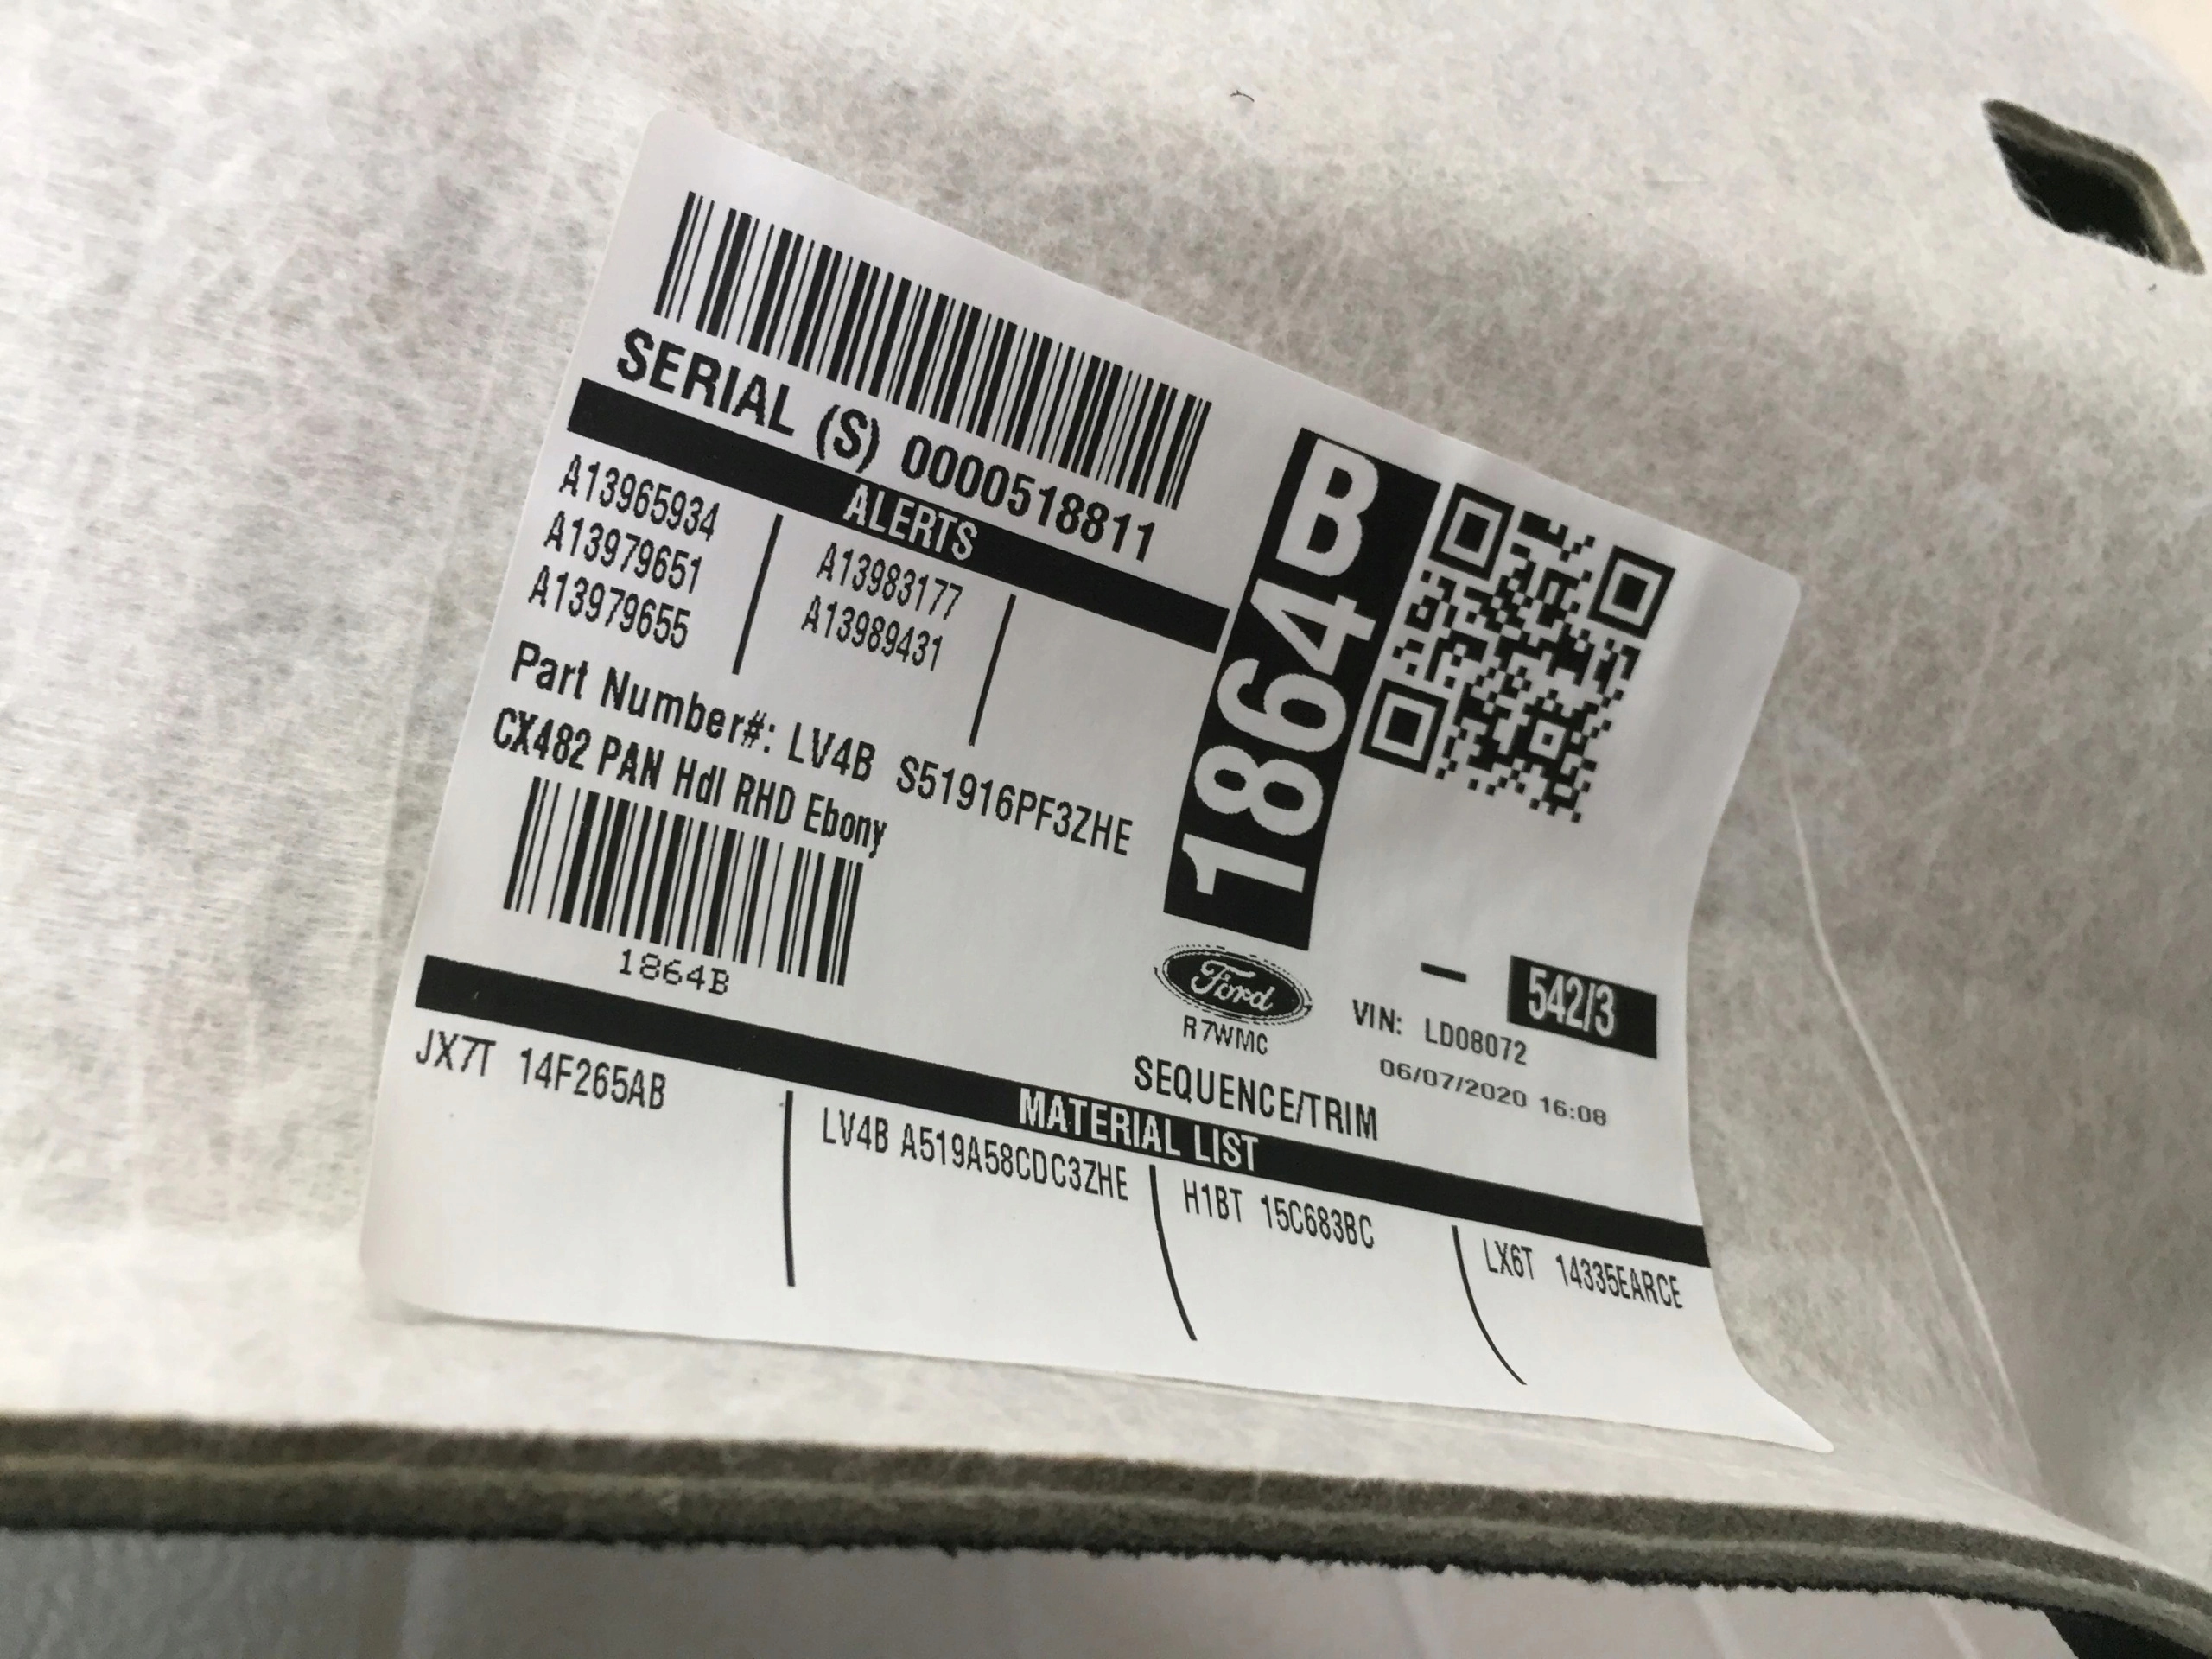 SERIAL (S) 0000518811
ALERTS
A13965934
A13979651
A13979655
A13983177
A13989431
Part Number#: LV4B S51916PF3ZHE
CX482 PAN Hdl RHD Ebony
1864B
1864B
Ford
R7WMC
— 542/3
VIN: LD08072
06/07/2020 16:08
SEQUENCE/TRIM
MATERIAL LIST
JX7T 14F265AB
LV4B A519A58CDC3ZHE
H1BT 15C683BC
LX6T 14335EARCE